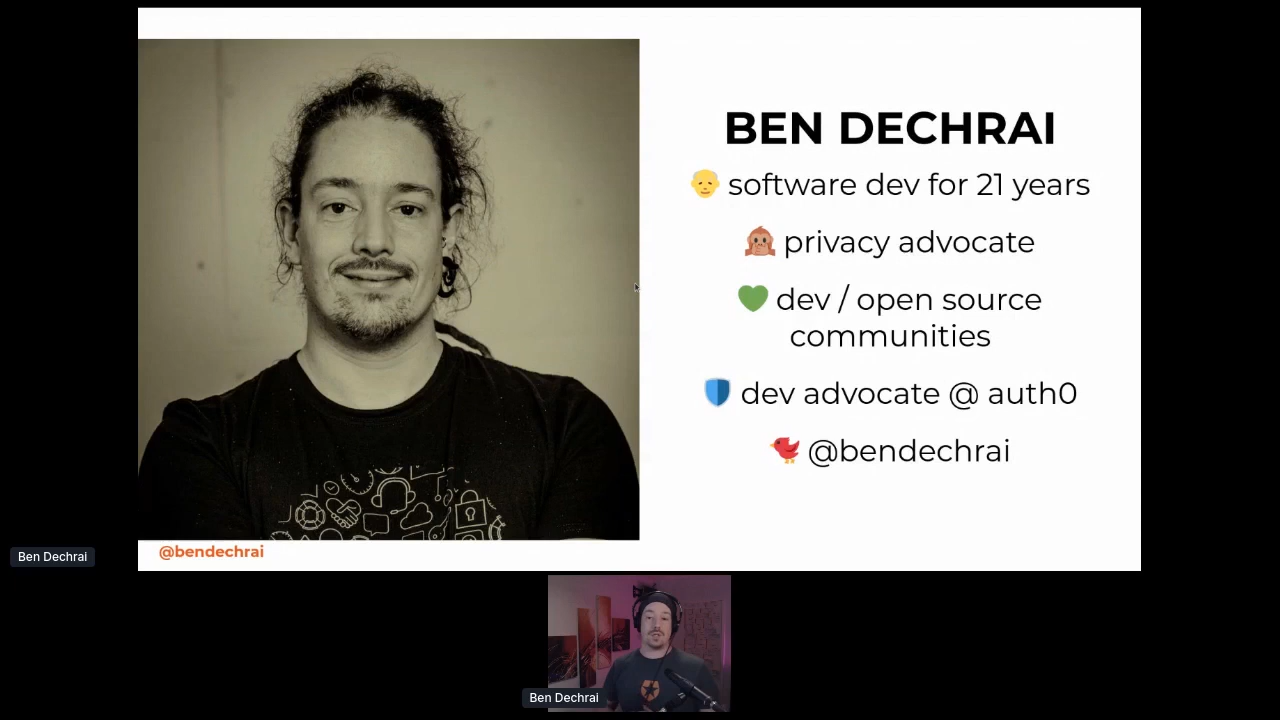 BEN DECHRAI
👴 software dev for 21 years
🙊 privacy advocate
💚 dev / open source
communities
🛡️ dev advocate @ auth0
🐦 @bendechrai
@bendechrai
Ben Dechrai
Ben Dechrai